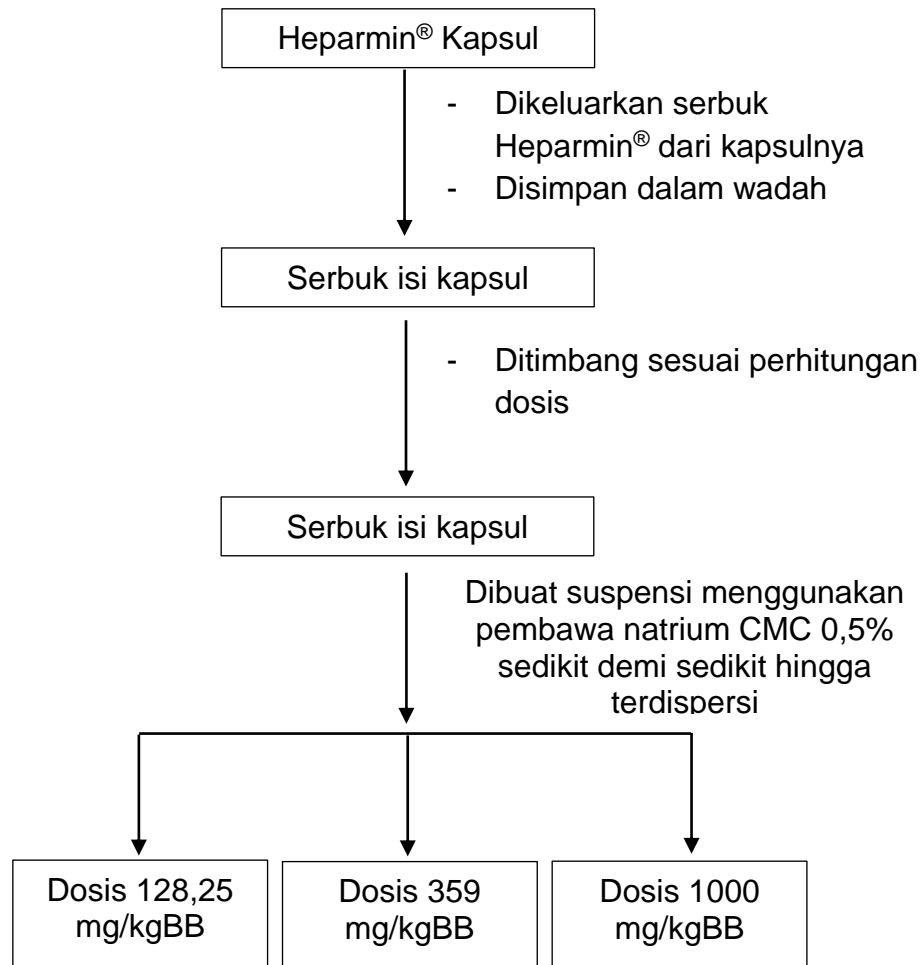 Heparmin® Kapsul
- Dikeluarkan serbuk
Heparmin® dari kapsulnya
- Disimpan dalam wadah
Serbuk isi kapsul
- Ditimbang sesuai perhitungan
dosis
Serbuk isi kapsul
Dibuat suspensi menggunakan
pembawa natrium CMC 0,5%
sedikit demi sedikit hingga
terdispersi
Dosis 128,25
mg/kgBB
Dosis 359
mg/kgBB
Dosis 1000
mg/kgBB